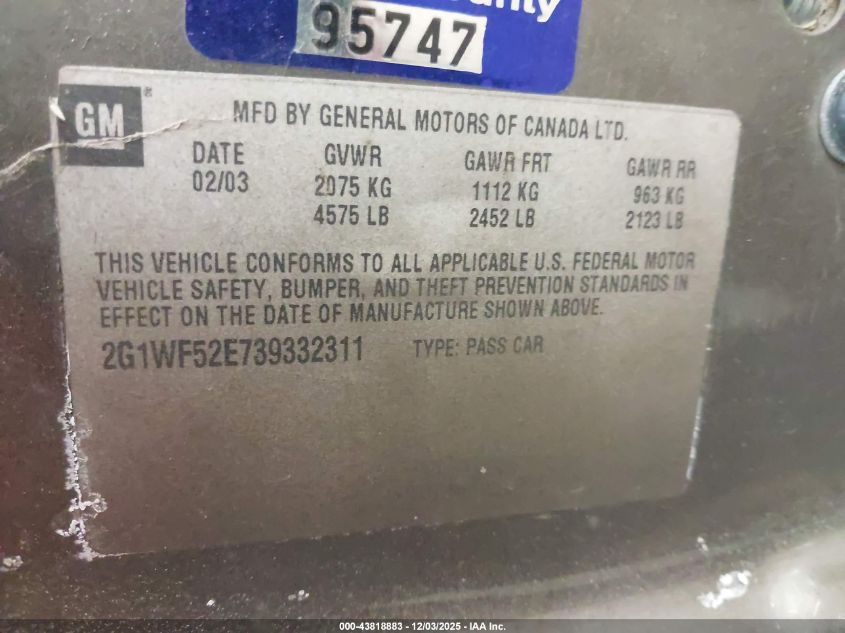 95747
GM ®
MFD BY GENERAL MOTORS OF CANADA LTD.
DATE GVWR GAWR FRT GAWR RR
02/03 2075 KG 1112 KG 963 KG
4575 LB 2452 LB 2123 LB
THIS VEHICLE CONFORMS TO ALL APPLICABLE U.S. FEDERAL MOTOR
VEHICLE SAFETY, BUMPER, AND THEFT PREVENTION STANDARDS IN
EFFECT ON THE DATE OF MANUFACTURE SHOWN ABOVE.
2G1WF52E739332311 TYPE: PASS CAR
000-43818883 - 12/03/2025 - IAA Inc.